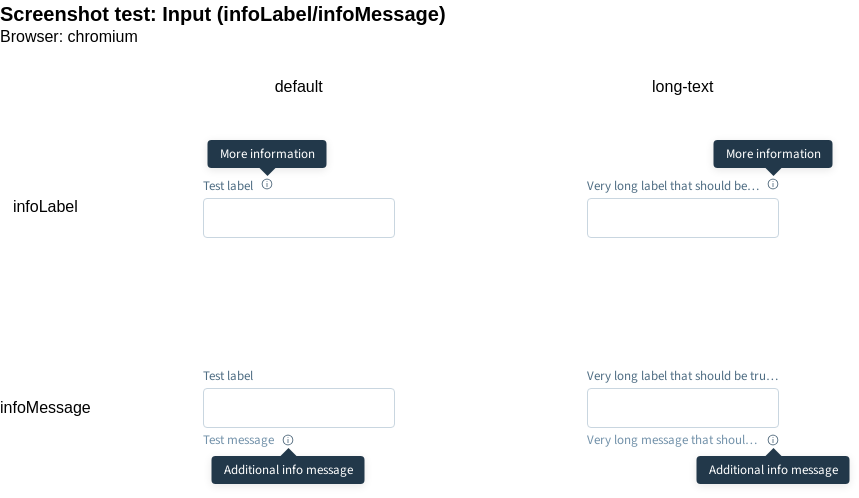 Screenshot test: Input (infoLabel/infoMessage)
Browser: chromium
default
long-text
More information
More information
Test label
Very long label that should be…
infoLabel
Test label
Very long label that should be tru…
infoMessage
Test message
Very long message that shoul…
Additional info message
Additional info message